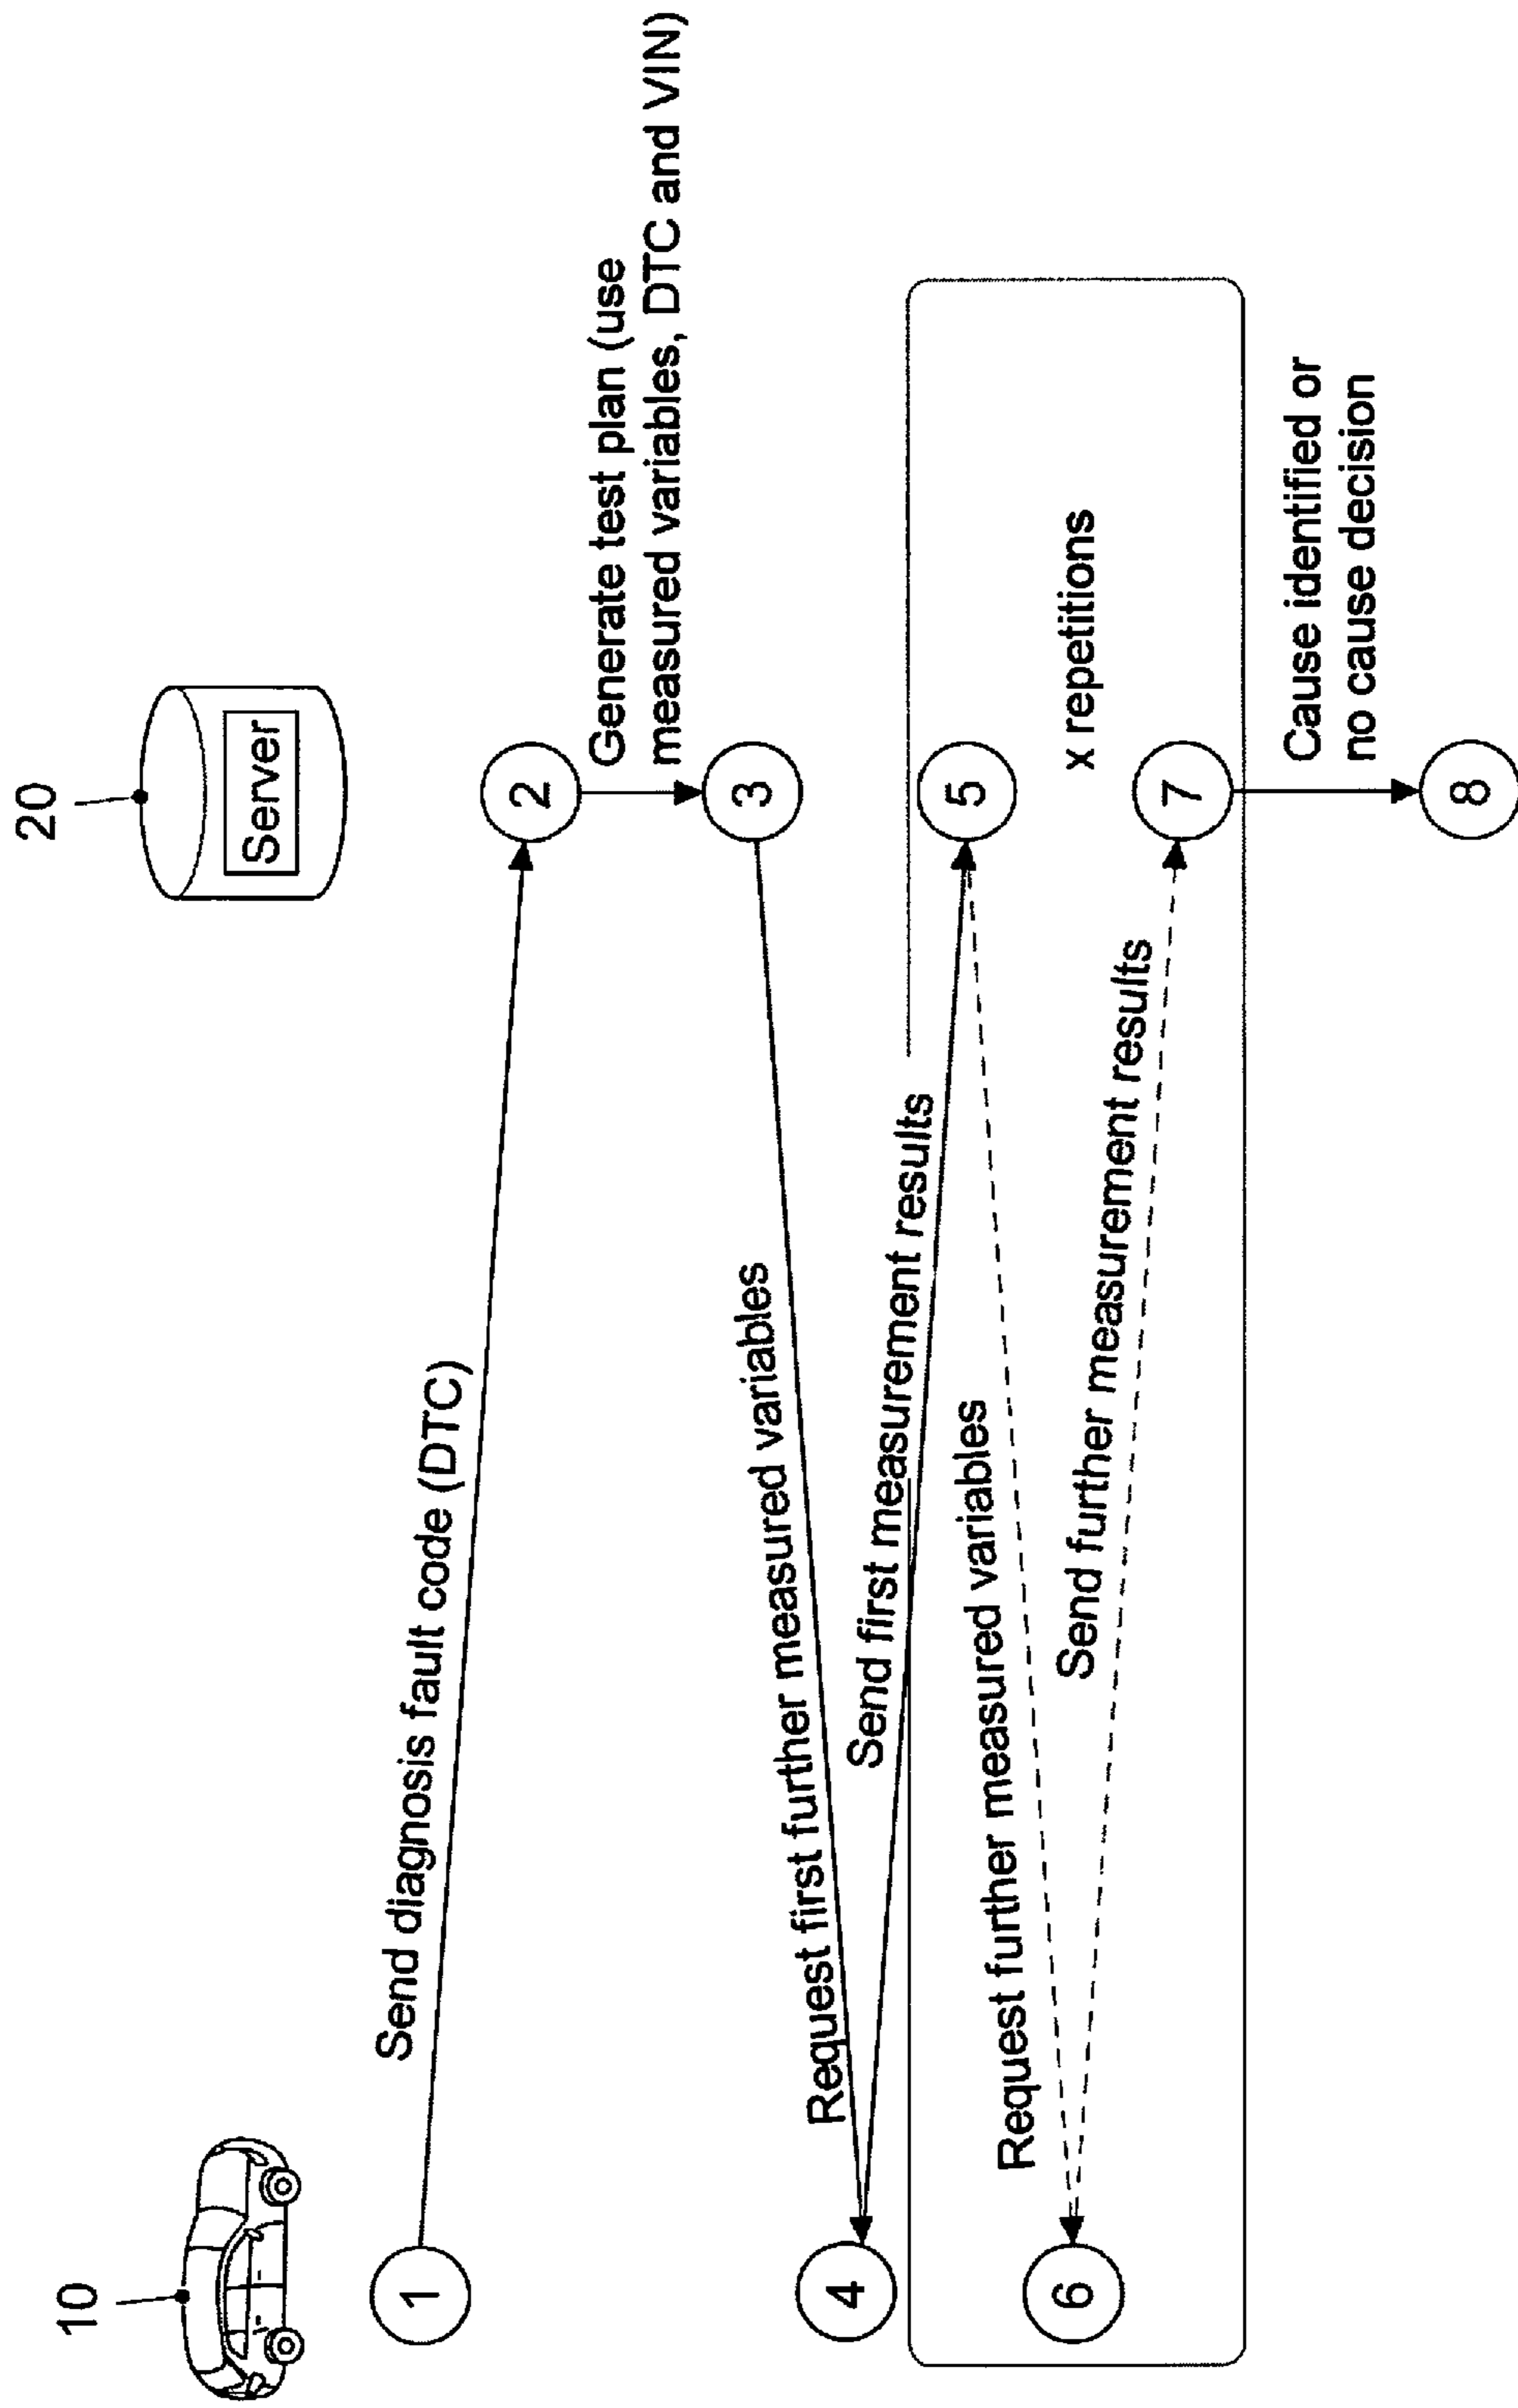 10
20
Server
1
Send diagnosis fault code (DTC)
2
Generate test plan (use
measured variables, DTC and VIN)
3
Request first further measured variables
4
Send first measurement results
5
Request further measured variables
x repetitions
6
Send further measurement results
7
Cause identified or
no cause decision
8